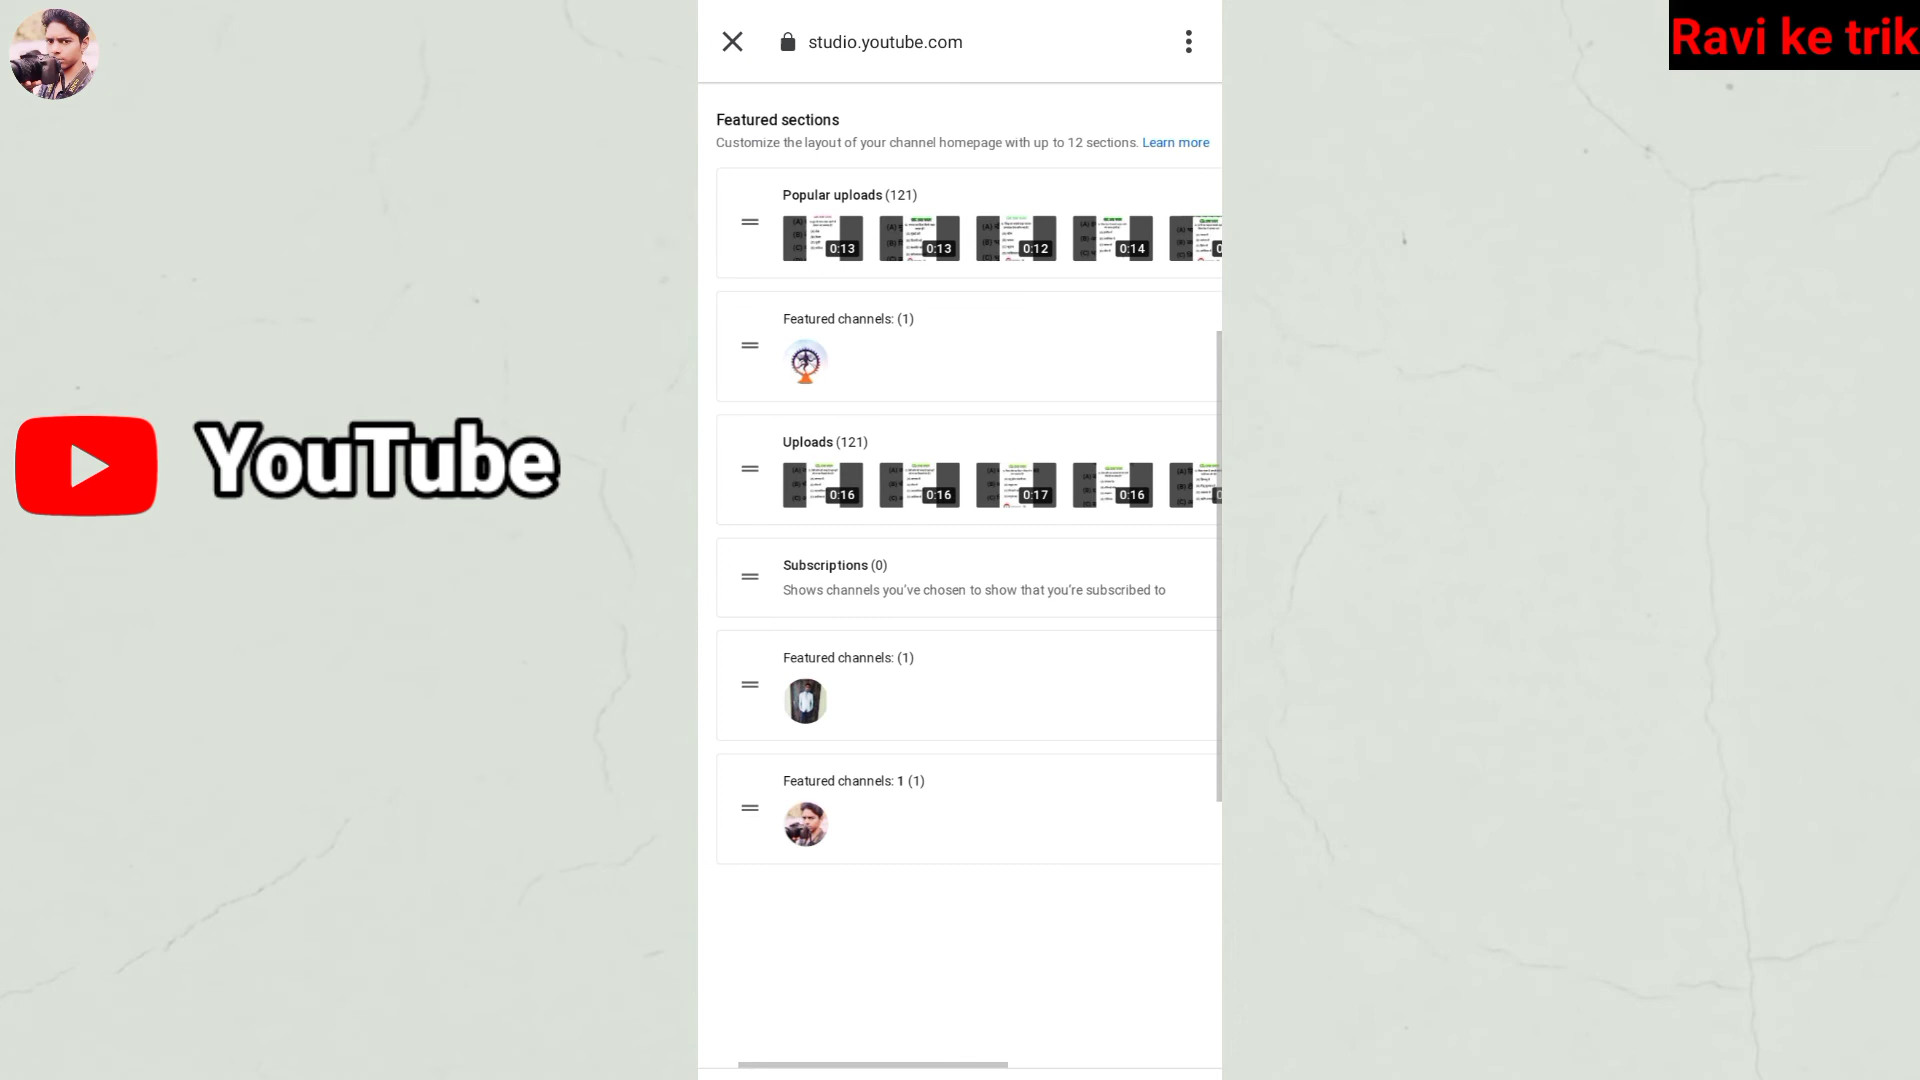 studio.youtube.com
Ravi ke trik
Featured sections
Customize the layout of your channel homepage with up to 12 sections. Learn more
Popular uploads (121)
0:13
0:13
0:12
0:14
Featured channels: (1)
YouTube
Uploads (121)
0:16
0:16
0:17
0:16
Subscriptions (0)
Shows channels you've chosen to show that you're subscribed to
Featured channels: (1)
Featured channels: 1 (1)